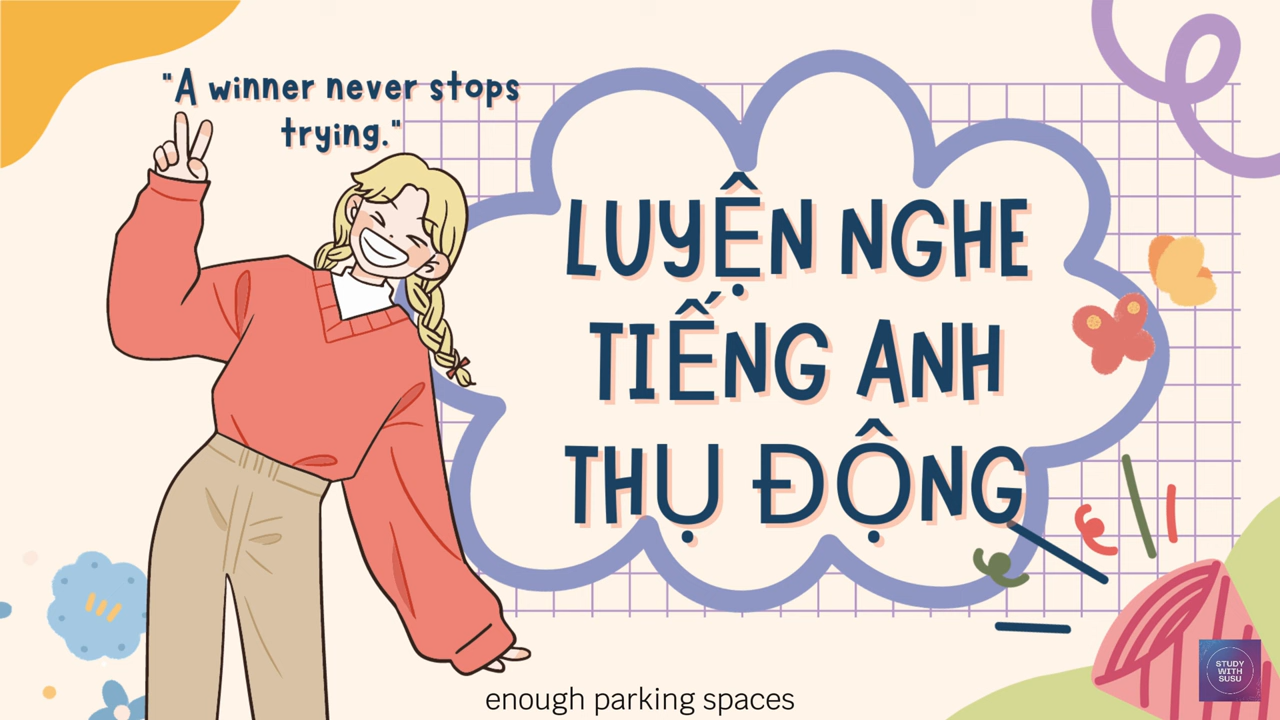 "A winner never stops
trying."
LUYỆN NGHE
TIẾNG ANH
THỤ ĐỘNG
STUDY
WITH
SUSU
enough parking spaces